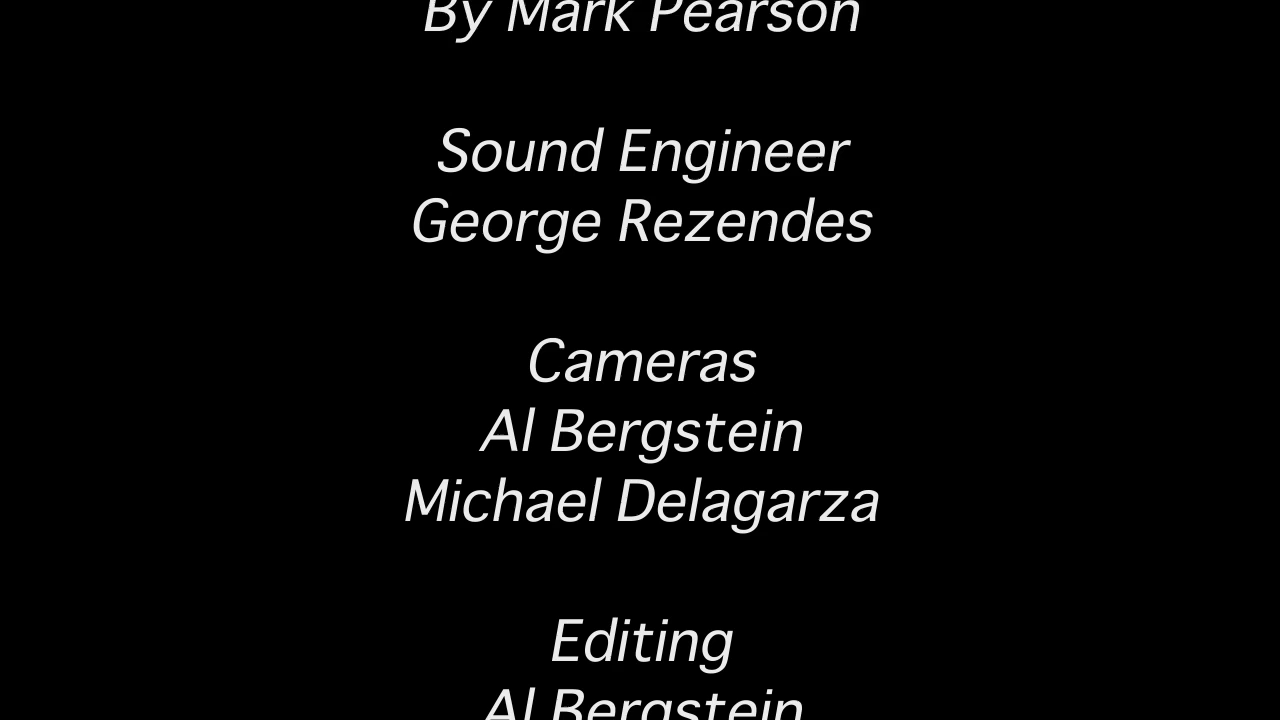 By Mark Pearson
Sound Engineer
George Rezendes
Cameras
Al Bergstein
Michael Delagarza
Editing
Al Bergstein